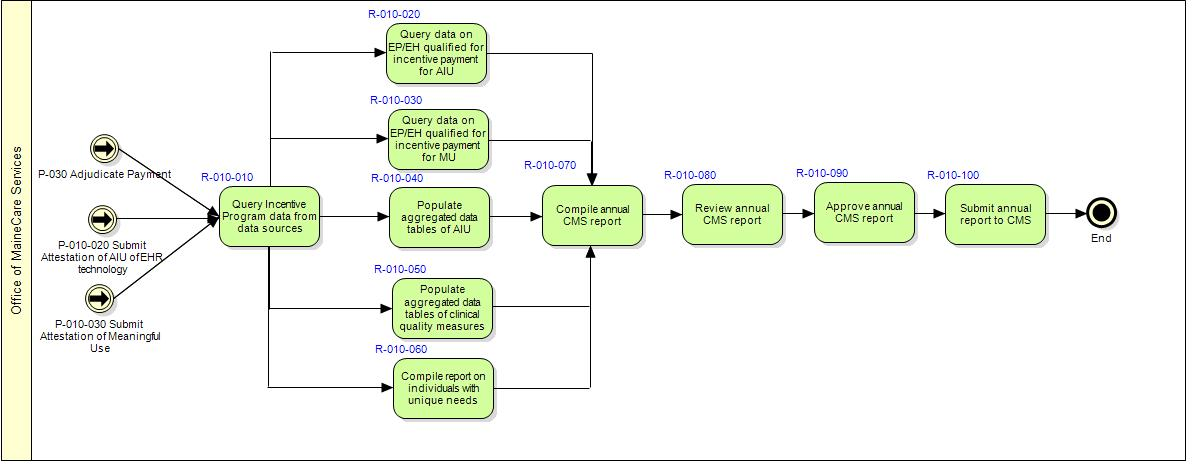 Office of MaineCare Services
P-030 Adjudicate Payment
P-010-020 Submit
Attestation of AIU of EHR
technology
P-010-030 Submit
Attestation of Meaningful
Use
R-010-010
Query Incentive
Program data from
data sources
R-010-020
Query data on
EP/EH qualified for
incentive payment
for AIU
R-010-030
Query data on
EP/EH qualified for
incentive payment
for MU
R-010-040
Populate
aggregated data
tables of AIU
R-010-050
Populate
aggregated data
tables of clinical
quality measures
R-010-060
Compile report on
individuals with
unique needs
R-010-070
Compile annual
CMS report
R-010-080
Review annual
CMS report
R-010-090
Approve annual
CMS report
R-010-100
Submit annual
report to CMS
End